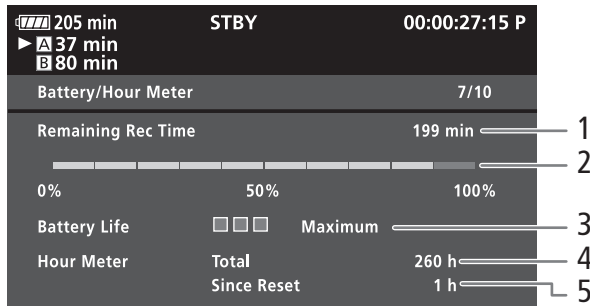 205 min STBY 00:00:27:15 P
A 37 min
B 80 min
Battery/Hour Meter 7/10
Remaining Rec Time 199 min 1
2
0% 50% 100%
Battery Life Maximum 3
Hour Meter Total 260 h 4
Since Reset 1 h 5